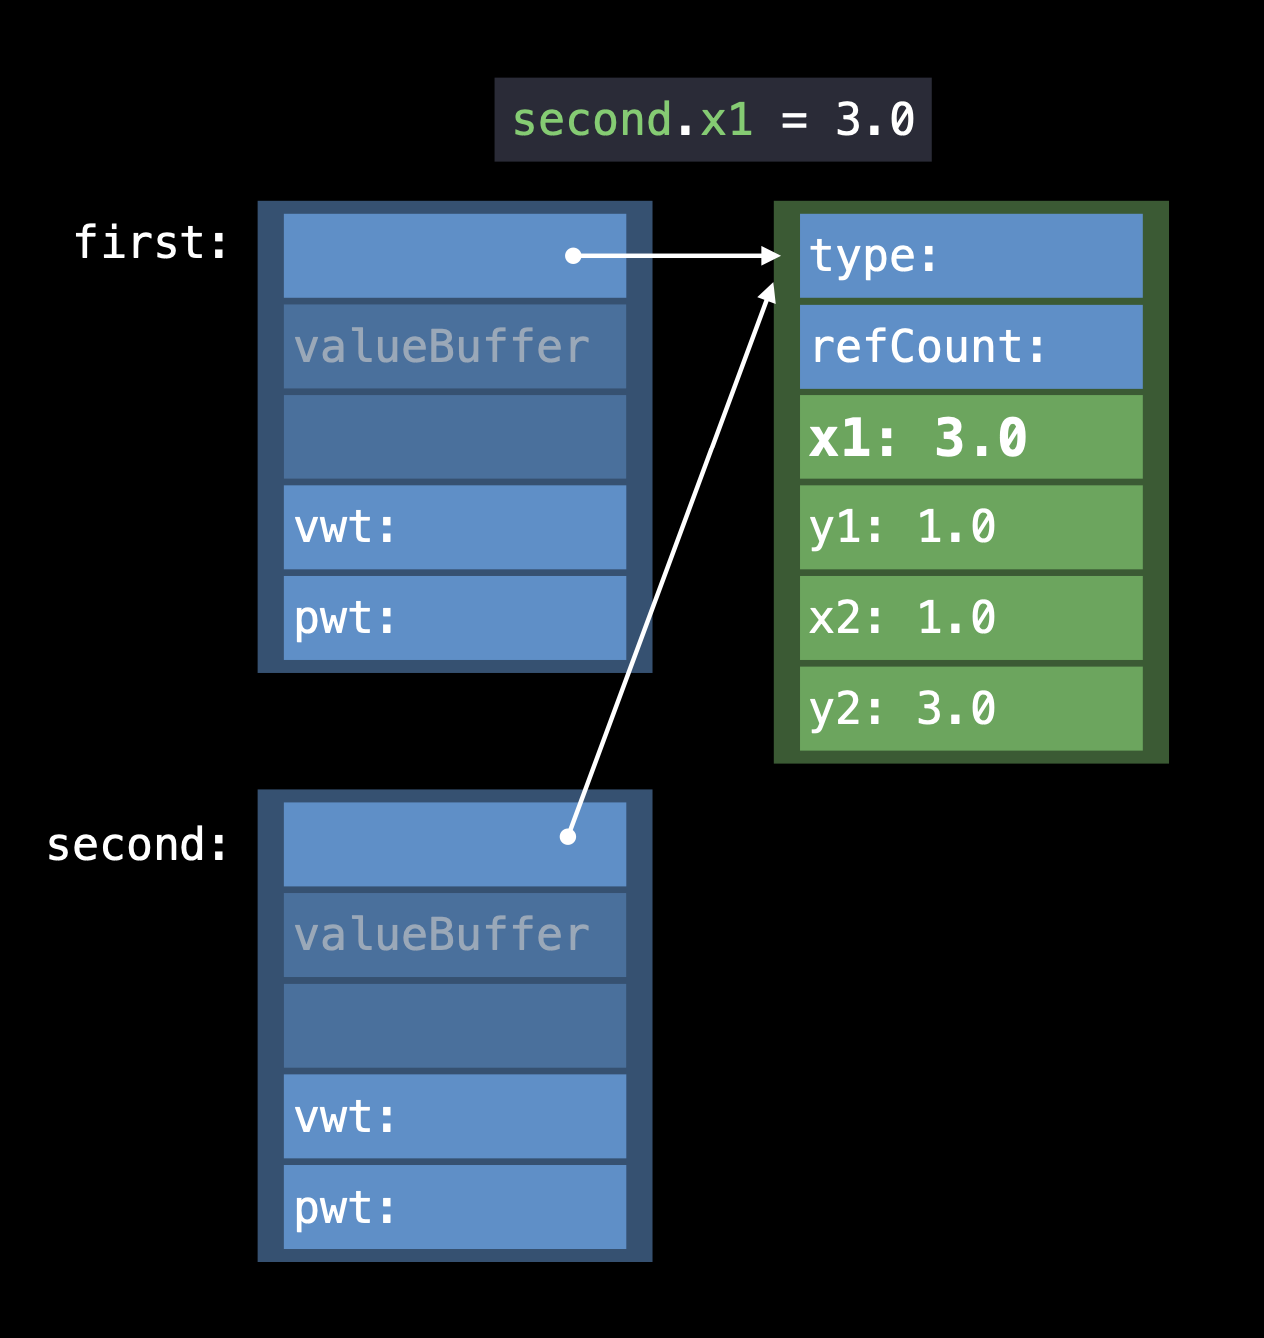 second.x1 = 3.0
first:
valueBuffer
vwt:
pwt:
type:
refCount:
x1: 3.0
y1: 1.0
x2: 1.0
y2: 3.0
second:
valueBuffer
vwt:
pwt: